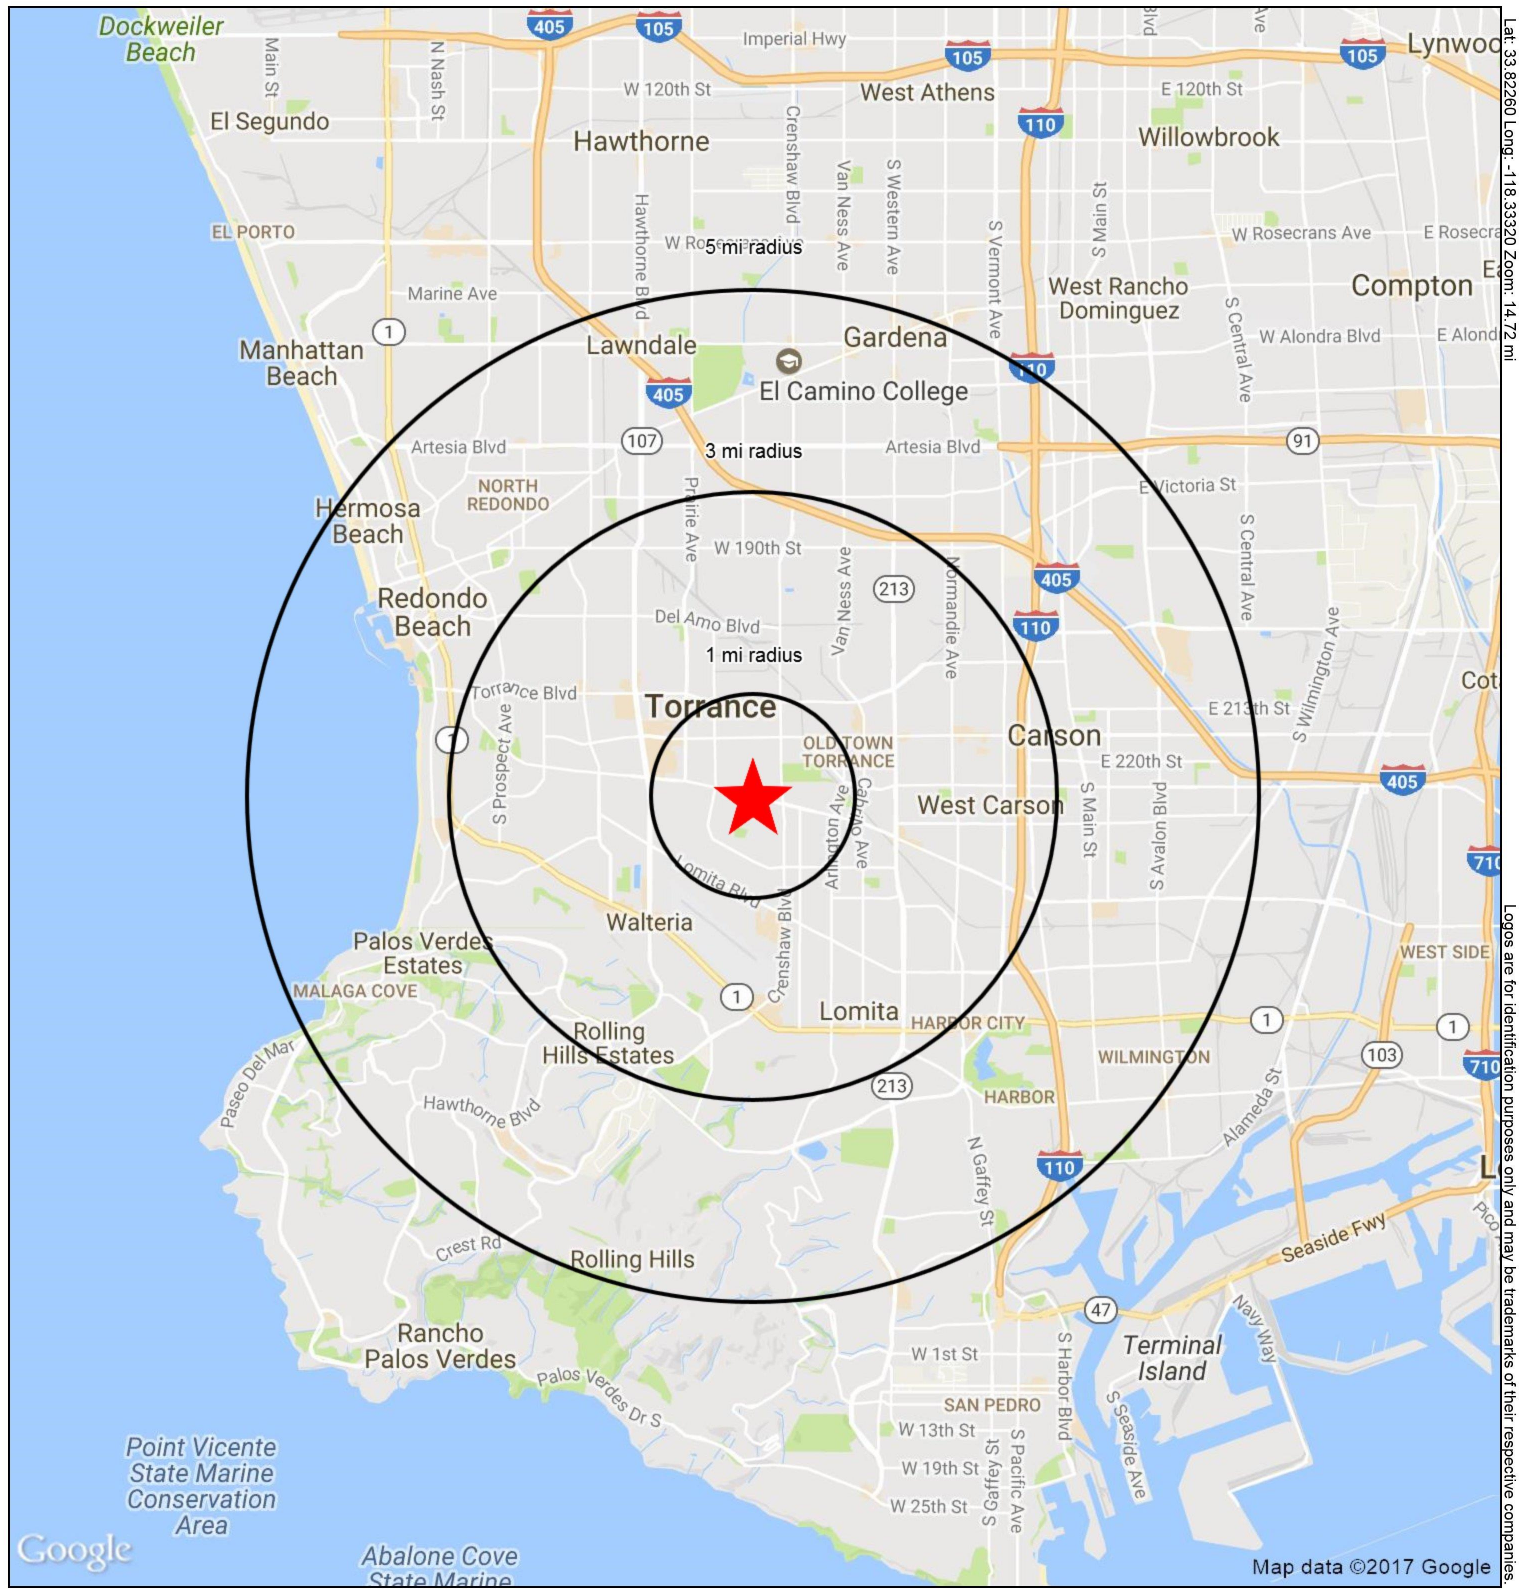 Dockweiler
Beach
405
105
Imperial Hwy
105
105
Lynwoo
Main St
N Nash St
W 120th St
West Athens
E 120th St
El Segundo
Hawthorne
Crenshaw Blvd
110
Willowbrook
Van Ness Ave
S Western Ave
S Main St
Hawthorne Blvd
S Vermont Ave
EL PORTO
W Rosecrans Ave
5 mi radius
W Rosecrans Ave
E Rosecra
Marine Ave
West Rancho
Dominguez
Compton
Ea
1
Manhattan
Beach
Lawndale
Gardena
S Central Ave
W Alondra Blvd
E Alond
110
El Camino College
405
Artesia Blvd
107
3 mi radius
Artesia Blvd
91
NORTH
REDONDO
Prairie Ave
E Victoria St
Hermosa
Beach
W 190th St
Van Ness Ave
Normandie Ave
S Central Ave
213
405
Redondo
Beach
Del Amo Blvd
110
S Wilmington Ave
1 mi radius
Torrance Blvd
Torrance
Cot
E 213th St
S Prospect Ave
1
OLD TOWN
TORRANCE
Carson
E 220th St
405
Arlington Ave
Cabrillo Ave
West Carson
S Main St
S Avalon Blvd
Lomita Blvd
710
Crenshaw Blvd
Walteria
Palos Verdes
Estates
WEST SIDE
MALAGA COVE
1
Lomita
HARBOR CITY
1
1
Rolling
Hills Estates
WILMINGTON
103
710
Paseo Del Mar
213
HARBOR
Hawthorne Blvd
Alameda St
N Gaffey St
110
L
Pico
Crest Rd
Rolling Hills
Seaside Fwy
47
Navy Way
Rancho
Palos Verdes
W 1st St
S Harbor Blvd
Terminal
Island
Palos Verdes Dr S
SAN PEDRO
S Seaside Ave
W 13th St
S Gaffey St
S Pacific Ave
W 19th St
W 25th St
Point Vicente
State Marine
Conservation
Area
Abalone Cove
State Marine
Google
Map data ©2017 Google
Lat: 33.82260 Long: -118.33320 Zoom: 14.72 mi
Logos are for identification purposes only and may be trademarks of their respective companies.